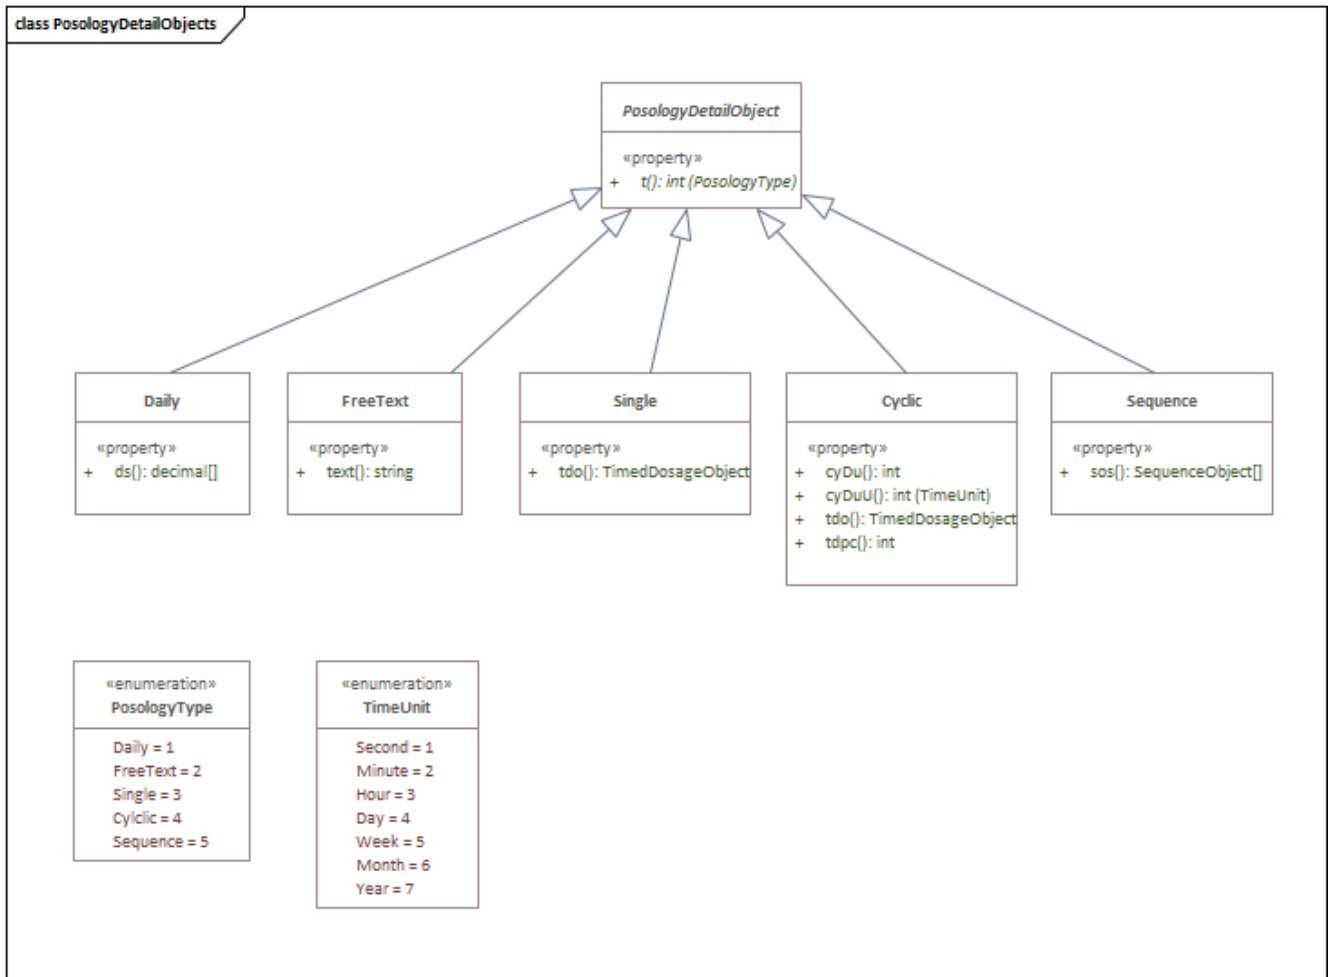 class PosologyDetailObjects
PosologyDetailObject
«property»
+ t(): int (PosologyType)
Daily
«property»
+ ds(): decimal[]
FreeText
«property»
+ text(): string
Single
«property»
+ tdo(): TimedDosageObject
Cyclic
«property»
+ cyDu(): int
+ cyDuU(): int (TimeUnit)
+ tdo(): TimedDosageObject
+ tdpc(): int
Sequence
«property»
+ sos(): SequenceObject[]
«enumeration»
PosologyType
Daily = 1
FreeText = 2
Single = 3
Cylclic = 4
Sequence = 5
«enumeration»
TimeUnit
Second = 1
Minute = 2
Hour = 3
Day = 4
Week = 5
Month = 6
Year = 7